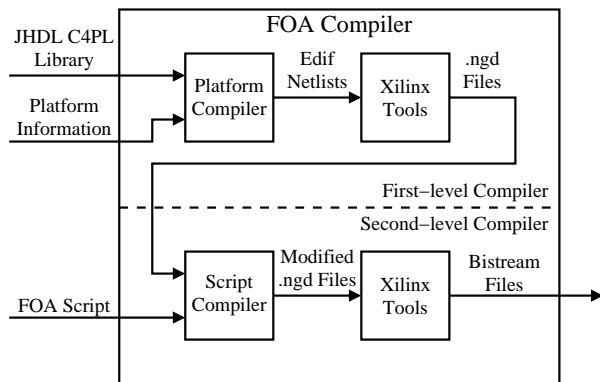 FOA Compiler
JHDL C4PL
Library
Platform
Information
Platform
Compiler
Edif
Netlists
Xilinx
Tools
.ngd
Files
First−level Compiler
Second−level Compiler
FOA Script
Script
Compiler
Modified
.ngd Files
Xilinx
Tools
Bistream
Files